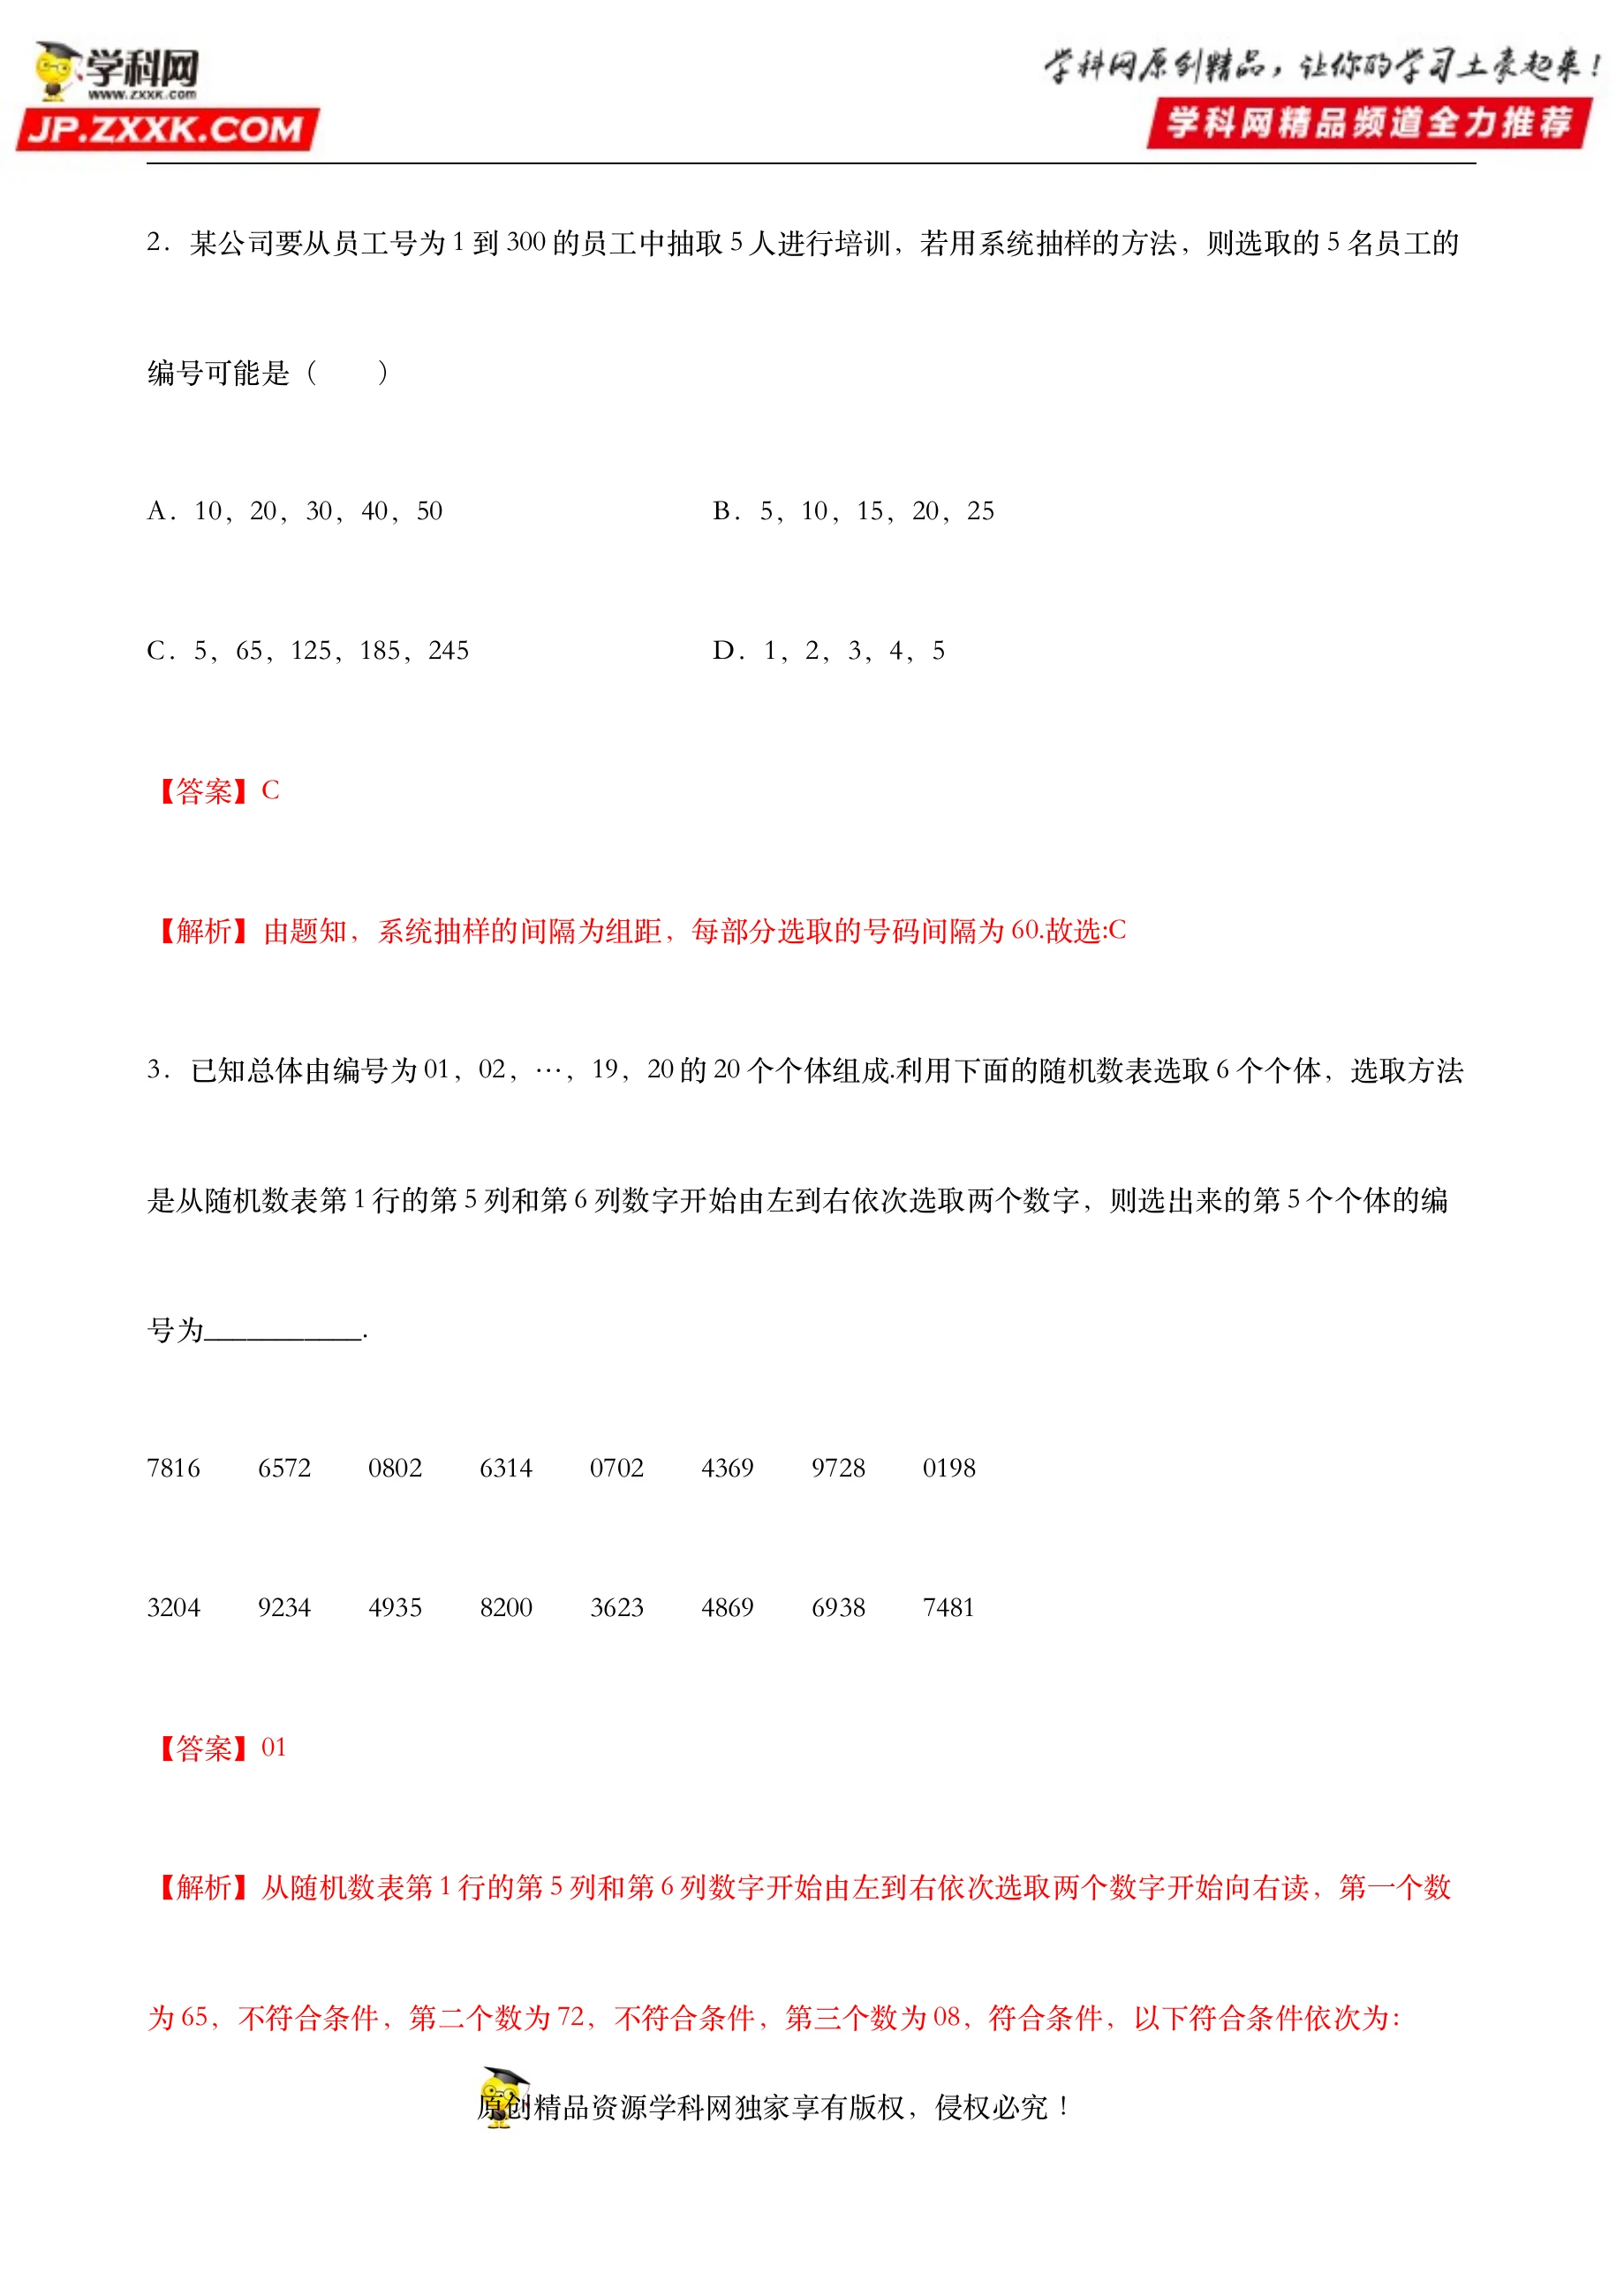 学科网
www.zxxk.com
JP.ZXXK.COM
学科网原创精品，让你的学习土豪起来！
学科网精品频道全力推荐
2．某公司要从员工号为 1 到 300 的员工中抽取 5 人进行培训，若用系统抽样的方法，则选取的 5 名员工的
编号可能是（　　）
A．10，20，30，40，50　　B．5，10，15，20，25
C．5，65，125，185，245　　D．1，2，3，4，5
【答案】C
【解析】由题知，系统抽样的间隔为组距，每部分选取的号码间隔为 60.故选:C
3．已知总体由编号为 01，02，…，19，20 的 20 个个体组成.利用下面的随机数表选取 6 个个体，选取方法
是从随机数表第 1 行的第 5 列和第 6 列数字开始由左到右依次选取两个数字，则选出来的第 5 个个体的编
号为___________.
7816 6572 0802 6314 0702 4369 9728 0198
3204 9234 4935 8200 3623 4869 6938 7481
【答案】01
【解析】从随机数表第 1 行的第 5 列和第 6 列数字开始由左到右依次选取两个数字开始向右读，第一个数
为 65，不符合条件，第二个数为 72，不符合条件，第三个数为 08，符合条件，以下符合条件依次为：
原创精品资源学科网独家享有版权，侵权必究！